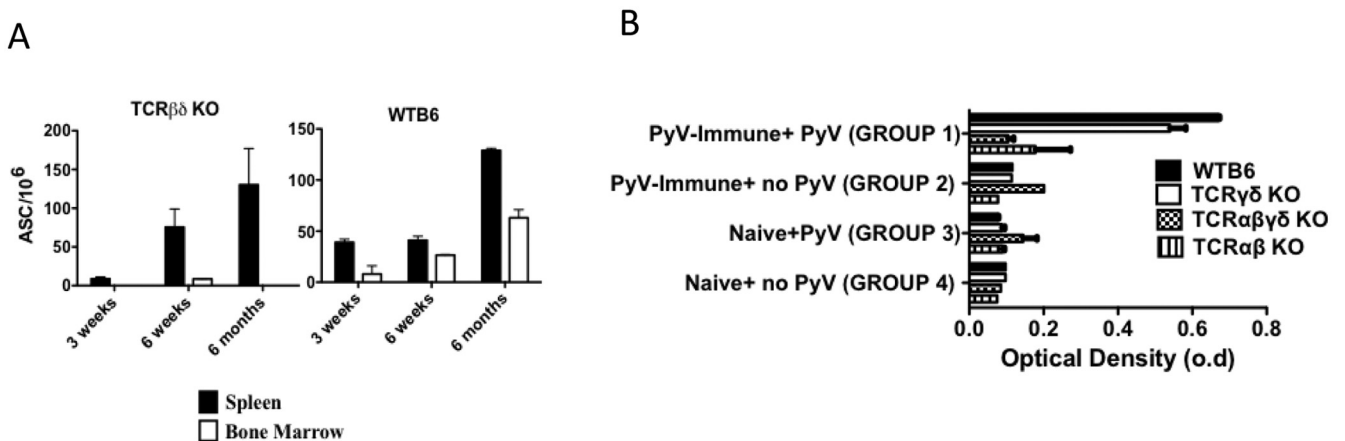 A
TCRβδ KO
ASC/10⁶
200
150
100
50
0
3 weeks
6 weeks
6 months
WTB6
150
100
50
0
3 weeks
6 weeks
6 months
Spleen
Bone Marrow
B
PyV-Immune+ PyV (GROUP 1)
PyV-Immune+ no PyV (GROUP 2)
Naive+PyV (GROUP 3)
Naive+ no PyV (GROUP 4)
WTB6
TCRγδ KO
TCRαβγδ KO
TCRαβ KO
0.0 0.2 0.4 0.6 0.8
Optical Density (o.d)